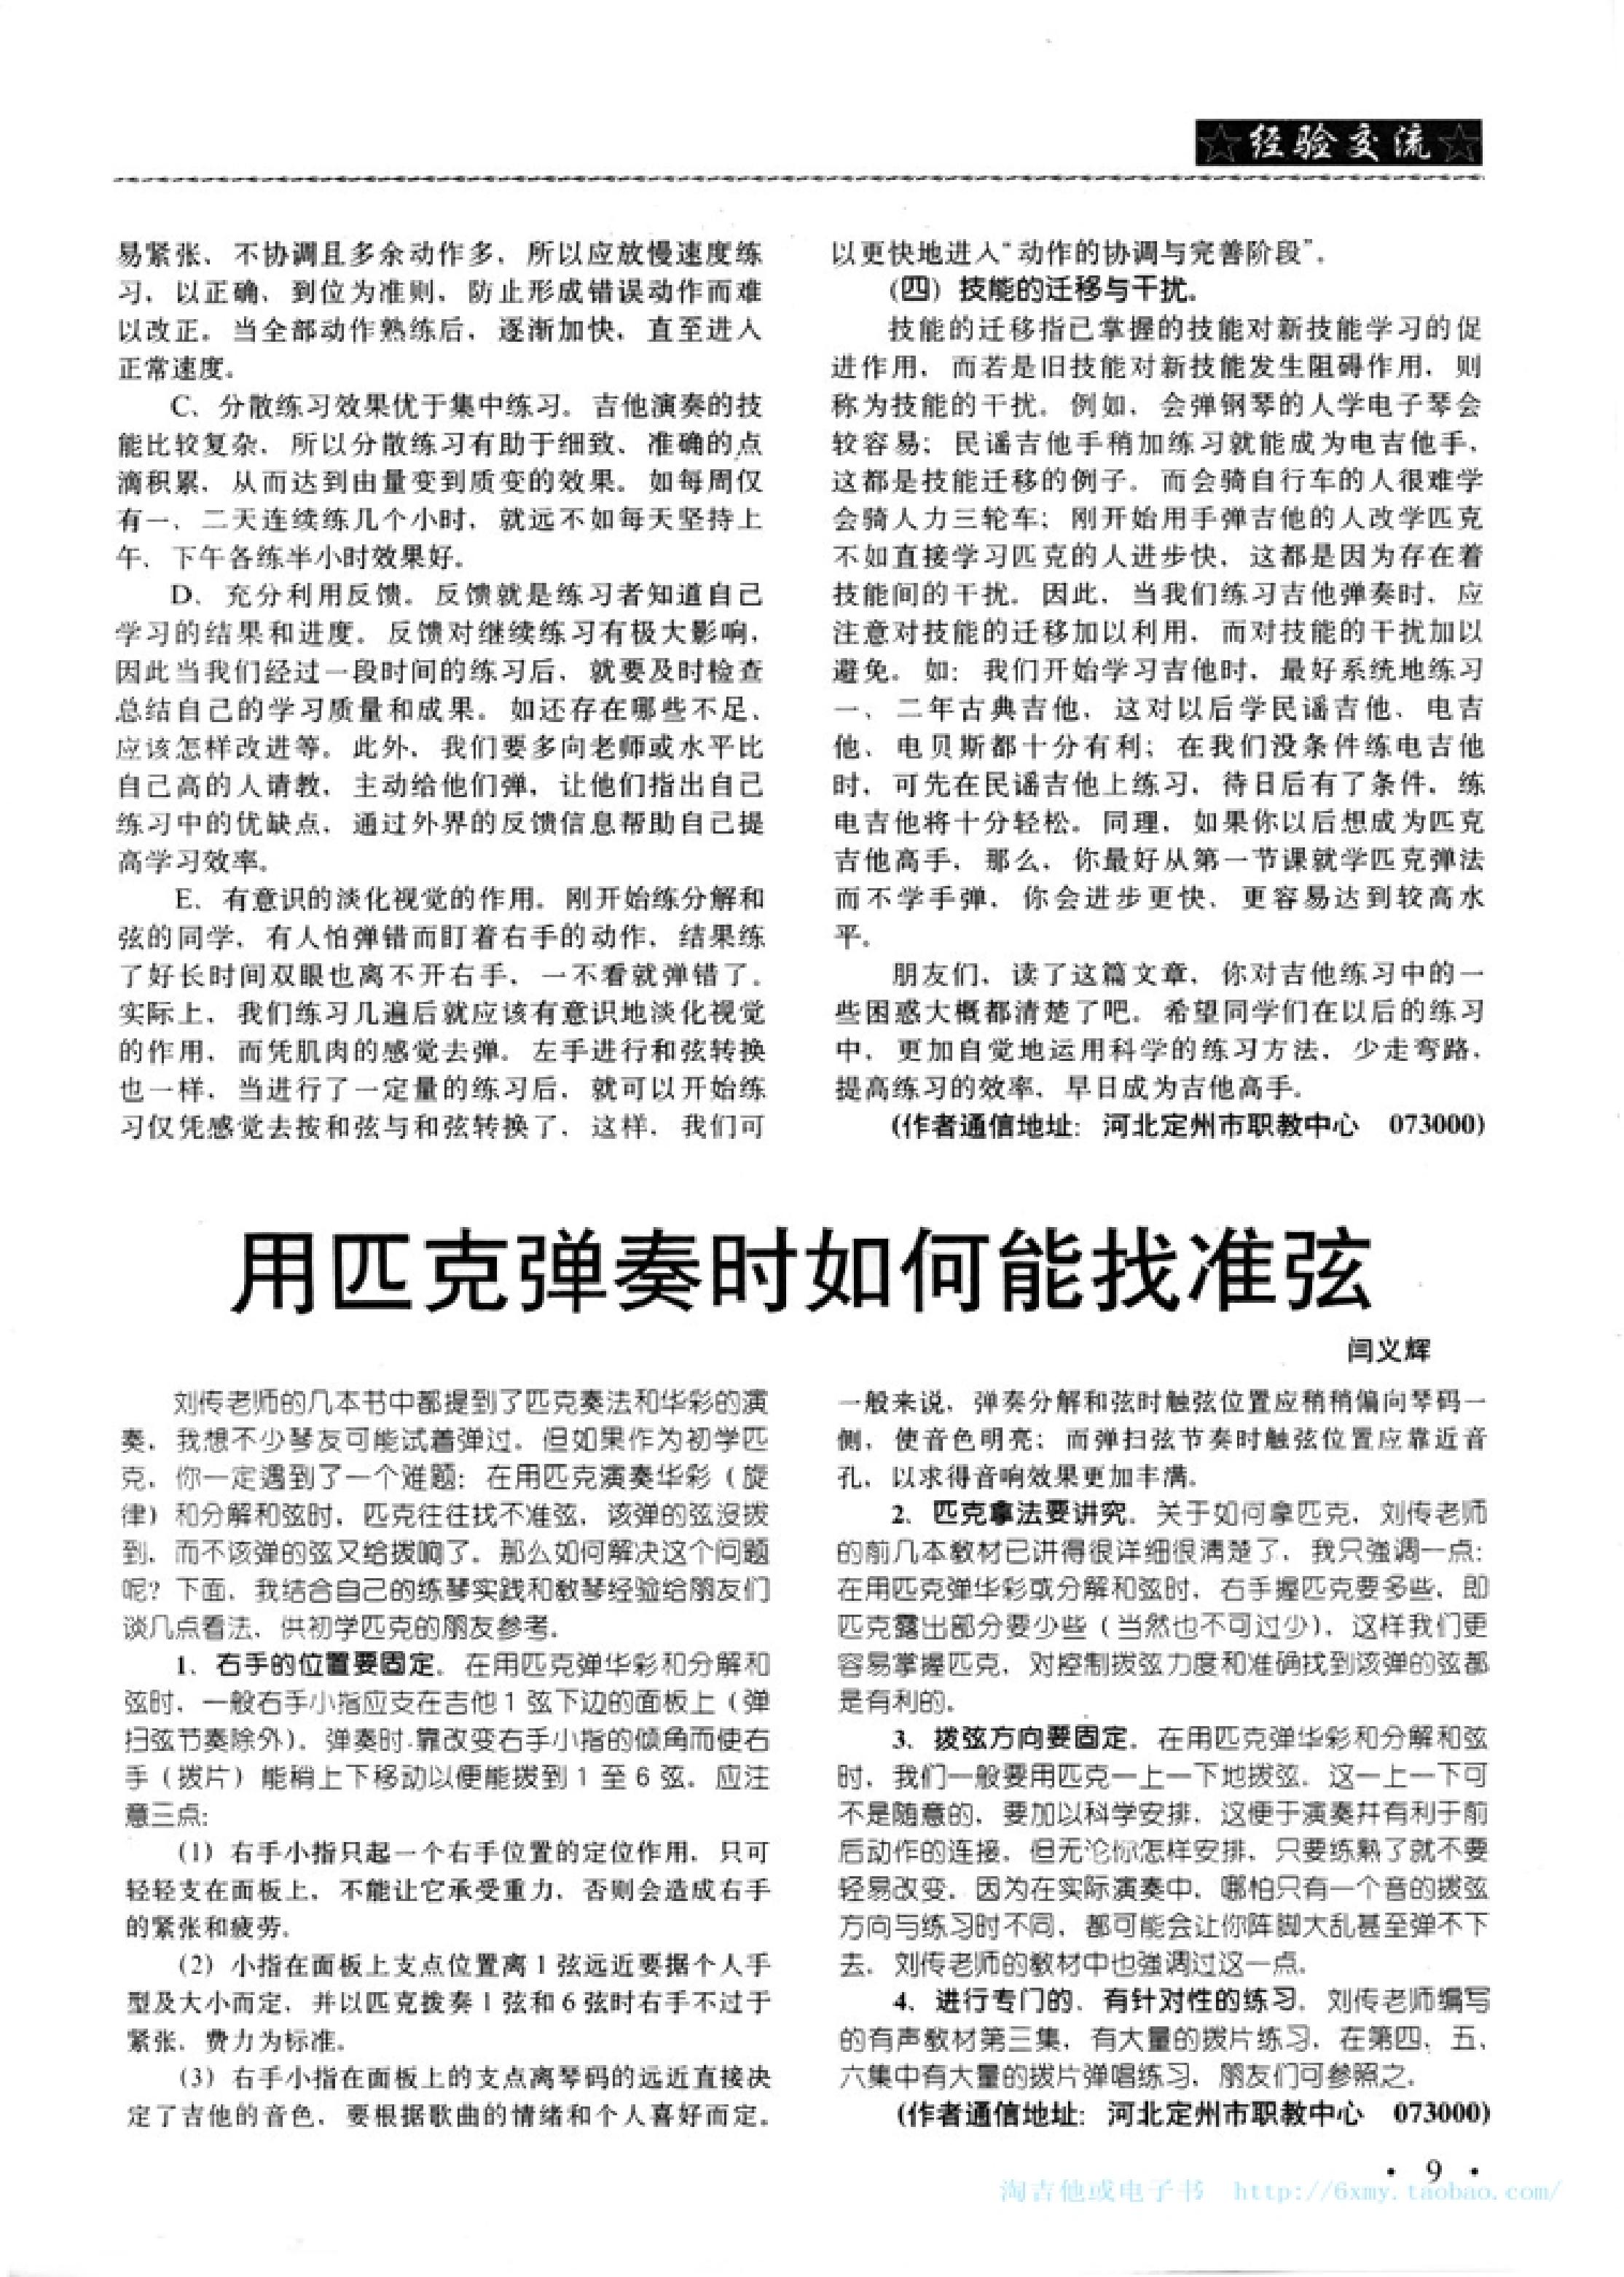 ☆经验交流☆
易紧张、不协调且多余动作多，所以应放慢速度练
习，以正确、到位为准则，防止形成错误动作而难
以改正。当全部动作熟练后，逐渐加快，直至进入
正常速度。
C、分散练习效果优于集中练习。吉他演奏的技
能比较复杂，所以分散练习有助于细致、准确的点
滴积累，从而达到由量变到质变的效果。如每周仅
有一、二天连续练几个小时，就远不如每天坚持上
午、下午各练半小时效果好。
D、充分利用反馈。反馈就是练习者知道自己
学习的结果和进度。反馈对继续练习有极大影响，
因此当我们经过一段时间的练习后，就要及时检查
总结自己的学习质量和成果。如还存在哪些不足、
应该怎样改进等。此外，我们要多向老师或水平比
自己高的人请教，主动给他们弹，让他们指出自己
练习中的优缺点，通过外界的反馈信息帮助自己提
高学习效率。
E、有意识的淡化视觉的作用。刚开始练分解和
弦的同学，有人怕弹错而盯着右手的动作，结果练
了好长时间双眼也离不开右手，一不看就弹错了。
实际上，我们练习几遍后就应该有意识地淡化视觉
的作用，而凭肌肉的感觉去弹。左手进行和弦转换
也一样，当进行了一定量的练习后，就可以开始练
习仅凭感觉去按和弦与和弦转换了，这样，我们可
以更快地进入“动作的协调与完善阶段”。
（四）技能的迁移与干扰。
技能的迁移指已掌握的技能对新技能学习的促
进作用，而若是旧技能对新技能发生阻碍作用，则
称为技能的干扰。例如，会弹钢琴的人学电子琴会
较容易；民谣吉他手稍加练习就能成为电吉他手，
这都是技能迁移的例子。而会骑自行车的人很难学
会骑人力三轮车；刚开始用手弹吉他的人改学匹克
不如直接学习匹克的人进步快，这都是因为存在着
技能间的干扰。因此，当我们练习吉他弹奏时，应
注意对技能的迁移加以利用，而对技能的干扰加以
避免。如：我们开始学习吉他时，最好系统地练习
一、二年古典吉他，这对以后学民谣吉他、电吉
他、电贝斯都十分有利；在我们没条件练电吉他
时，可先在民谣吉他上练习，待日后有了条件，练
电吉他将十分轻松。同理，如果你以后想成为匹克
吉他高手，那么，你最好从第一节课就学匹克弹法
而不学手弹，你会进步更快、更容易达到较高水
平。
朋友们，读了这篇文章，你对吉他练习中的一
些困惑大概都清楚了吧。希望同学们在以后的练习
中，更加自觉地运用科学的练习方法，少走弯路，
提高练习的效率，早日成为吉他高手。
（作者通信地址：河北定州市职教中心 073000）
用匹克弹奏时如何能找准弦
闫义辉
刘传老师的几本书中都提到了匹克奏法和华彩的演
奏，我想不少琴友可能试着弹过。但如果作为初学匹
克，你一定遇到了一个难题：在用匹克演奏华彩（旋
律）和分解和弦时，匹克往往找不准弦，该弹的弦没拨
到，而不该弹的弦又给拨响了。那么如何解决这个问题
呢？下面，我结合自己的练琴实践和教琴经验给朋友们
谈几点看法，供初学匹克的朋友参考。
1、右手的位置要固定。在用匹克弹华彩和分解和
弦时，一般右手小指应支在吉他1弦下边的面板上（弹
扫弦节奏除外），弹奏时靠改变右手小指的倾角而使右
手（拨片）能稍上下移动以便能拨到1至6弦。应注
意三点：
(1) 右手小指只起一个右手位置的定位作用，只可
轻轻支在面板上，不能让它承受重力，否则会造成右手
的紧张和疲劳。
(2) 小指在面板上支点位置离1弦远近要据个人手
型及大小而定，并以匹克拨奏1弦和6弦时右手不过于
紧张、费力为标准。
(3) 右手小指在面板上的支点离琴码的远近直接决
定了吉他的音色，要根据歌曲的情绪和个人喜好而定。
一般来说，弹奏分解和弦时触弦位置应稍稍偏向琴码一
侧，使音色明亮；而弹扫弦节奏时触弦位置应靠近音
孔，以求得音响效果更加丰满。
2、匹克拿法要讲究。关于如何拿匹克，刘传老师
的前几本教材已讲得很详细很清楚了，我只强调一点：
在用匹克弹华彩或分解和弦时，右手握匹克要多些，即
匹克露出部分要少些（当然也不可过少），这样我们更
容易掌握匹克，对控制拨弦力度和准确找到该弹的弦都
是有利的。
3、拨弦方向要固定。在用匹克弹华彩和分解和弦
时，我们一般要用匹克一上一下地拨弦，这一上一下可
不是随意的，要加以科学安排，这便于演奏并有利于前
后动作的连接，但无论你怎样安排，只要练熟了就不要
轻易改变。因为在实际演奏中，哪怕只有一个音的拨弦
方向与练习时不同，都可能会让你阵脚大乱甚至弹不下
去。刘传老师的教材中也强调过这一点。
4、进行专门的、有针对性的练习。刘传老师编写
的有声教材第三集，有大量的拨片练习，在第四、五、
六集中有大量的拨片弹唱练习，朋友们可参照之。
（作者通信地址：河北定州市职教中心 073000）
· 9 ·
淘吉他或电子书 http://6xmy.taobao.com/